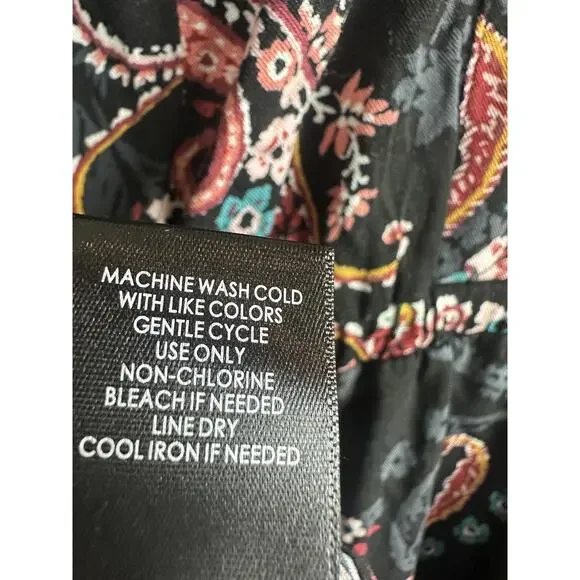 MACHINE WASH COLD
WITH LIKE COLORS
GENTLE CYCLE
USE ONLY
NON-CHLORINE
BLEACH IF NEEDED
LINE DRY
COOL IRON IF NEEDED